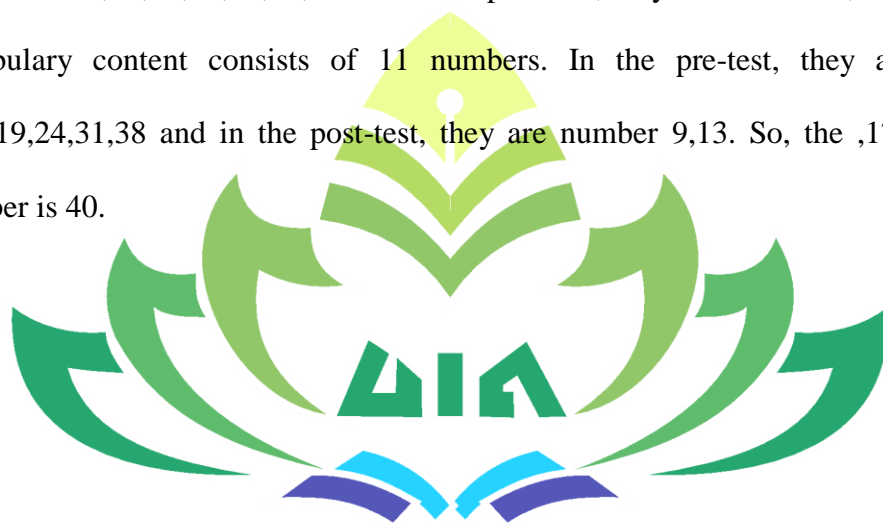 bulary content consists of 11 numbers. In the pre-test, they a
19,24,31,38 and in the post-test, they are number 9,13. So, the ,1
er is 40.
UIN